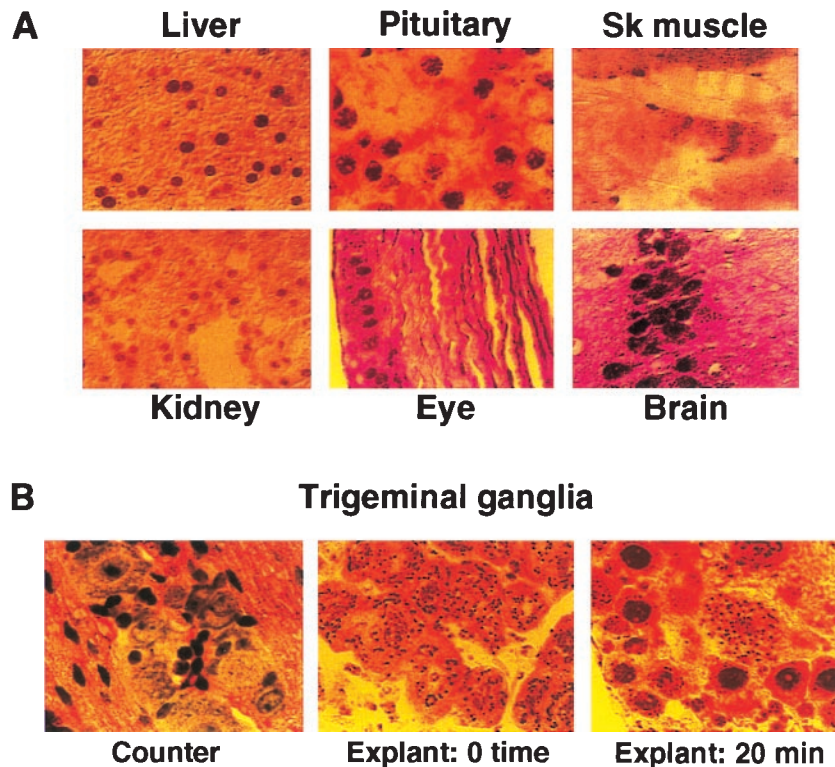 A
Liver Pituitary Sk muscle
Kidney Eye Brain
B
Trigeminal ganglia
Counter Explant: 0 time Explant: 20 min